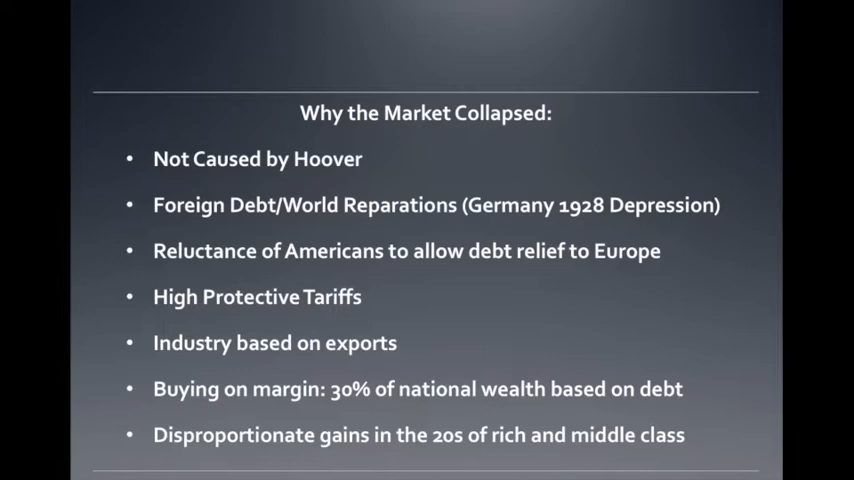 Why the Market Collapsed:
• Not Caused by Hoover
• Foreign Debt/World Reparations (Germany 1928 Depression)
• Reluctance of Americans to allow debt relief to Europe
• High Protective Tariffs
• Industry based on exports
• Buying on margin: 30% of national wealth based on debt
• Disproportionate gains in the 20s of rich and middle class